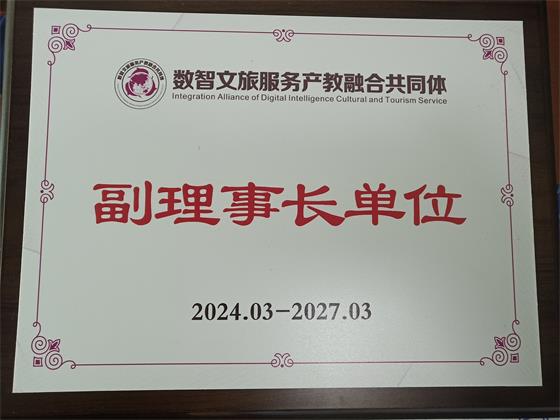 数智文旅服务产教融合共同体
Integration Alliance of Digital Intelligence Cultural and Tourism Service
副理事长单位
2024.03-2027.03